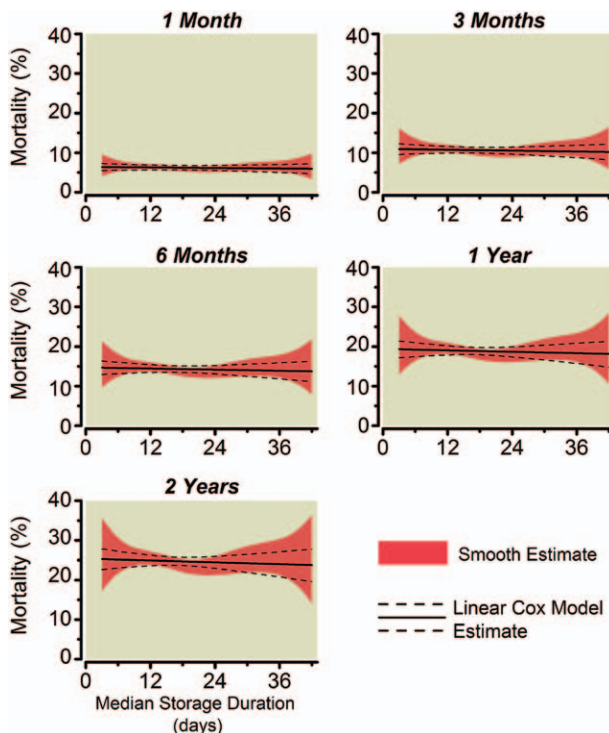 1 Month
3 Months
Mortality (%)
40
30
20
10
0
0 12 24 36
40
30
20
10
0
0 12 24 36
6 Months
1 Year
Mortality (%)
40
30
20
10
0
0 12 24 36
40
30
20
10
0
0 12 24 36
2 Years
Mortality (%)
40
30
20
10
0
0 12 24 36
Median Storage Duration
(days)
Smooth Estimate
Linear Cox Model
Estimate